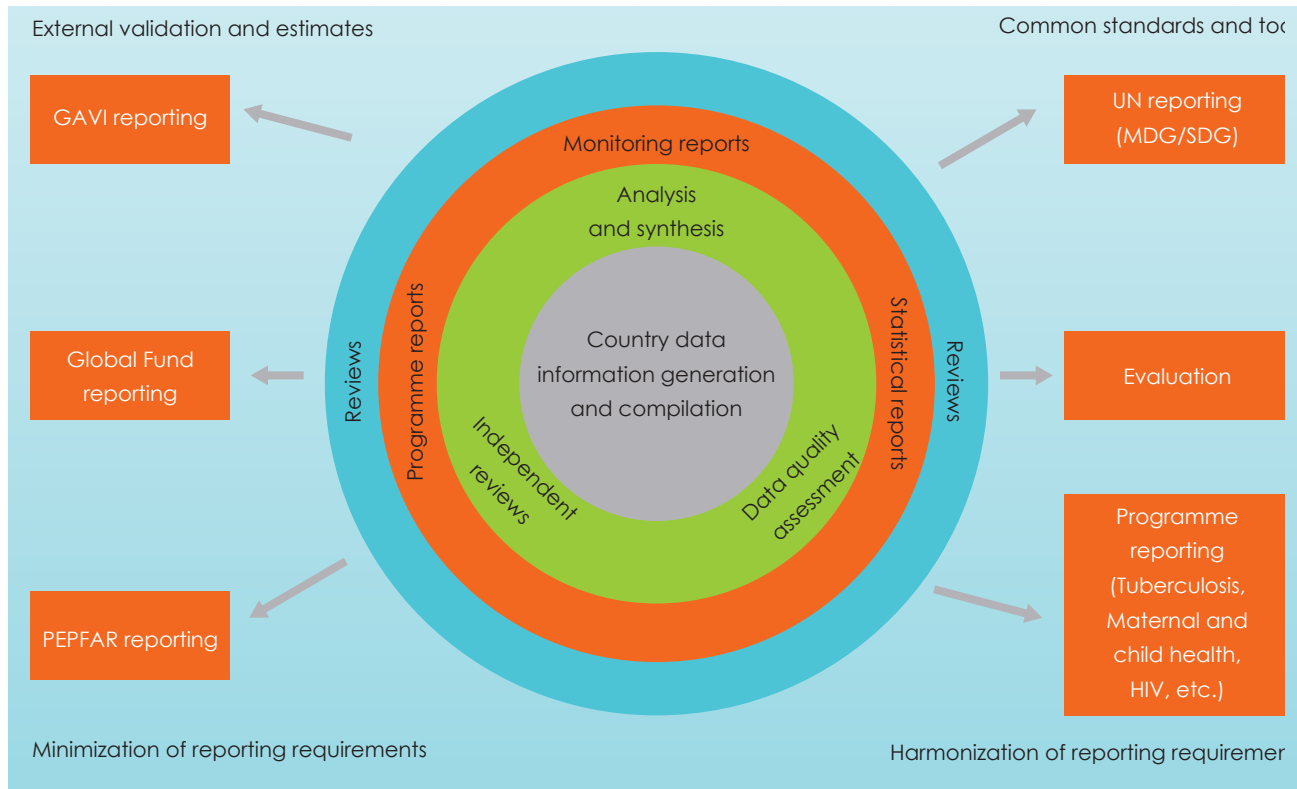 External validation and estimates
Common standards and too
GAVI reporting
UN reporting
(MDG/SDG)
Monitoring reports
Analysis
and synthesis
Programme reports
Statistical reports
Reviews
Reviews
Country data
information generation
and compilation
Global Fund
reporting
Evaluation
Independent
reviews
Data quality
assessment
Programme
reporting
(Tuberculosis,
Maternal and
child health,
HIV, etc.)
PEPFAR reporting
Minimization of reporting requirements
Harmonization of reporting requiremen